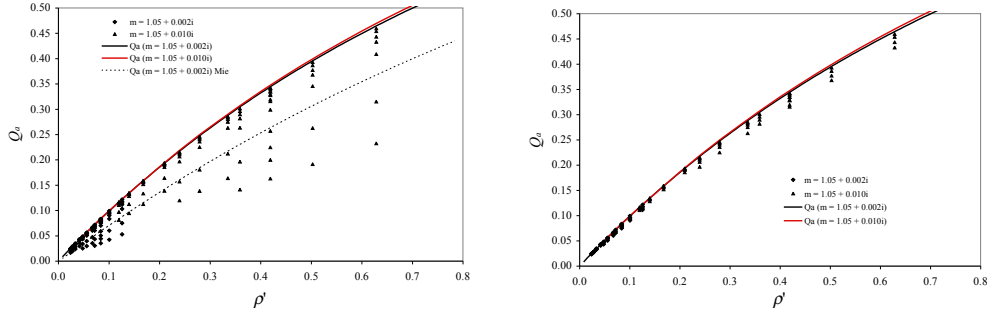 0.50
0.45
0.40
0.35
0.30
0.25
0.20
0.15
0.10
0.05
0.00
Qa
m = 1.05 + 0.002i
m = 1.05 + 0.010i
Qa (m = 1.05 + 0.002i)
Qa (m = 1.05 + 0.010i)
Qa (m = 1.05 + 0.002i) Mie
0.0 0.1 0.2 0.3 0.4 0.5 0.6 0.7 0.8
ρ'
0.50
0.45
0.40
0.35
0.30
0.25
0.20
0.15
0.10
0.05
0.00
Qa
m = 1.05 + 0.002i
m = 1.05 + 0.010i
Qa (m = 1.05 + 0.002i)
Qa (m = 1.05 + 0.010i)
0.0 0.1 0.2 0.3 0.4 0.5 0.6 0.7 0.8
ρ'